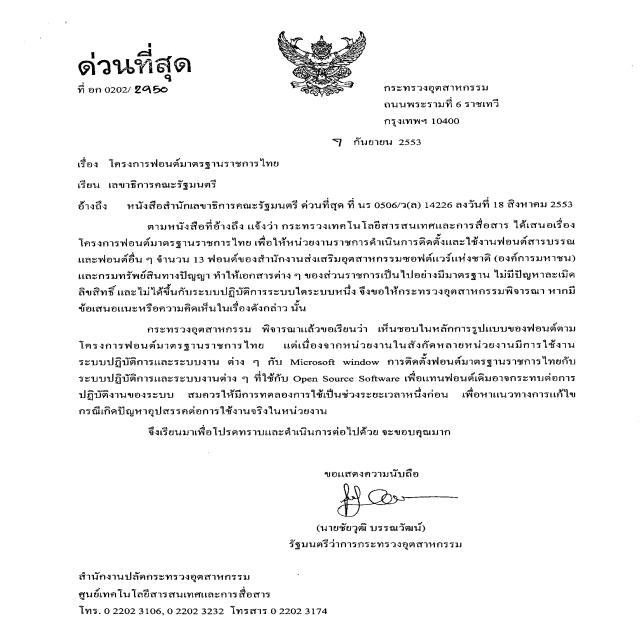 ด่วนที่สุด
ที่ อก 0202/ 2950
กระทรวงอุตสาหกรรม
ถนนพระรามที่ 6 ราชเทวี
กรุงเทพฯ 10400
ๆ กันยายน 2553
เรื่อง โครงการฟอนต์มาตรฐานราชการไทย
เรียน เลขาธิการคณะรัฐมนตรี
อ้างถึง หนังสือสำนักเลขาธิการคณะรัฐมนตรี ด่วนที่สุด ที่ นร 0506/ว(ล) 14226 ลงวันที่ 18 สิงหาคม 2553
ตามหนังสือที่อ้างถึง แจ้งว่า กระทรวงเทคโนโลยีสารสนเทศและการสื่อสาร ได้เสนอเรื่อง
โครงการฟอนต์มาตรฐานราชการไทย เพื่อให้หน่วยงานราชการดำเนินการติดตั้งและใช้งานฟอนต์สารบรรณ
และฟอนต์อื่น ๆ จำนวน 13 ฟอนต์ของสำนักงานส่งเสริมอุตสาหกรรมซอฟต์แวร์แห่งชาติ (องค์การมหาชน)
และกรมทรัพย์สินทางปัญญา ทำให้เอกสารต่าง ๆ ของส่วนราชการเป็นไปอย่างมีมาตรฐาน ไม่มีปัญหาละเมิด
ลิขสิทธิ์ และไม่ได้ขึ้นกับระบบปฏิบัติการระบบใดระบบหนึ่ง จึงขอให้กระทรวงอุตสาหกรรมพิจารณา หากมี
ข้อเสนอแนะหรือความคิดเห็นในเรื่องดังกล่าว นั้น
กระทรวงอุตสาหกรรม พิจารณาแล้วขอเรียนว่า เห็นชอบในหลักการรูปแบบของฟอนต์ตาม
โครงการฟอนต์มาตรฐานราชการไทย แต่เนื่องจากหน่วยงานในสังกัดหลายหน่วยงานมีการใช้งาน
ระบบปฏิบัติการและระบบงาน ต่าง ๆ กับ Microsoft window การติดตั้งฟอนต์มาตรฐานราชการไทยกับ
ระบบปฏิบัติการและระบบงานต่าง ๆ ที่ใช้กับ Open Source Software เพื่อแทนฟอนต์เดิมอาจกระทบต่อการ
ปฏิบัติงานของระบบ สมควรให้มีการทดลองการใช้เป็นช่วงระยะเวลาหนึ่งก่อน เพื่อหาแนวทางการแก้ไข
กรณีเกิดปัญหาอุปสรรคต่อการใช้งานจริงในหน่วยงาน
จึงเรียนมาเพื่อโปรดทราบและดำเนินการต่อไปด้วย จะขอบคุณมาก
ขอแสดงความนับถือ
(นายชัยวุฒิ บรรณวัฒน์)
รัฐมนตรีว่าการกระทรวงอุตสาหกรรม
สำนักงานปลัดกระทรวงอุตสาหกรรม
ศูนย์เทคโนโลยีสารสนเทศและการสื่อสาร
โทร. 0 2202 3106, 0 2202 3232 โทรสาร 0 2202 3174